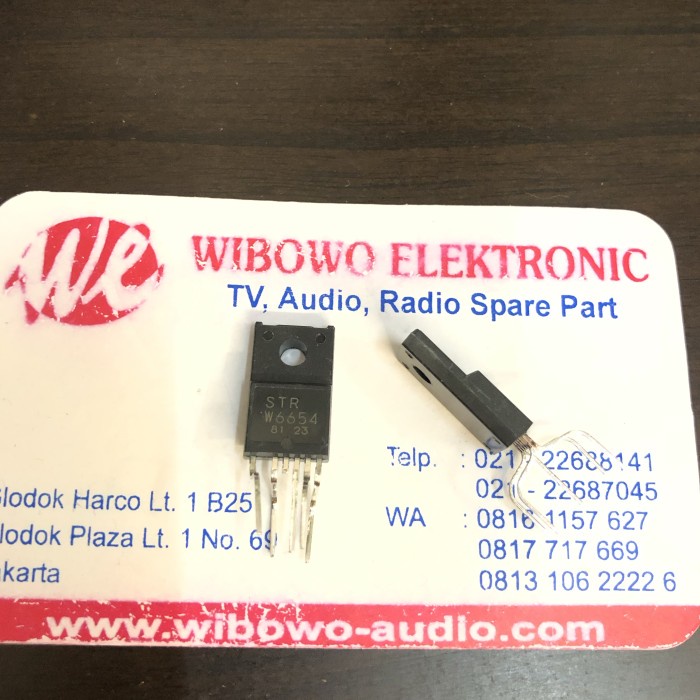 We
WIBOWO ELEKTRONIC
TV, Audio, Radio Spare Part
STR
W6654
81 23
Telp. : 021 - 22688141
021 - 22687045
WA : 0816 1157 627
0817 717 669
0813 106 2222 6
Glodok Harco Lt. 1 B25
Plodok Plaza Lt. 1 No. 69
akarta
www.wibowo-audio.com